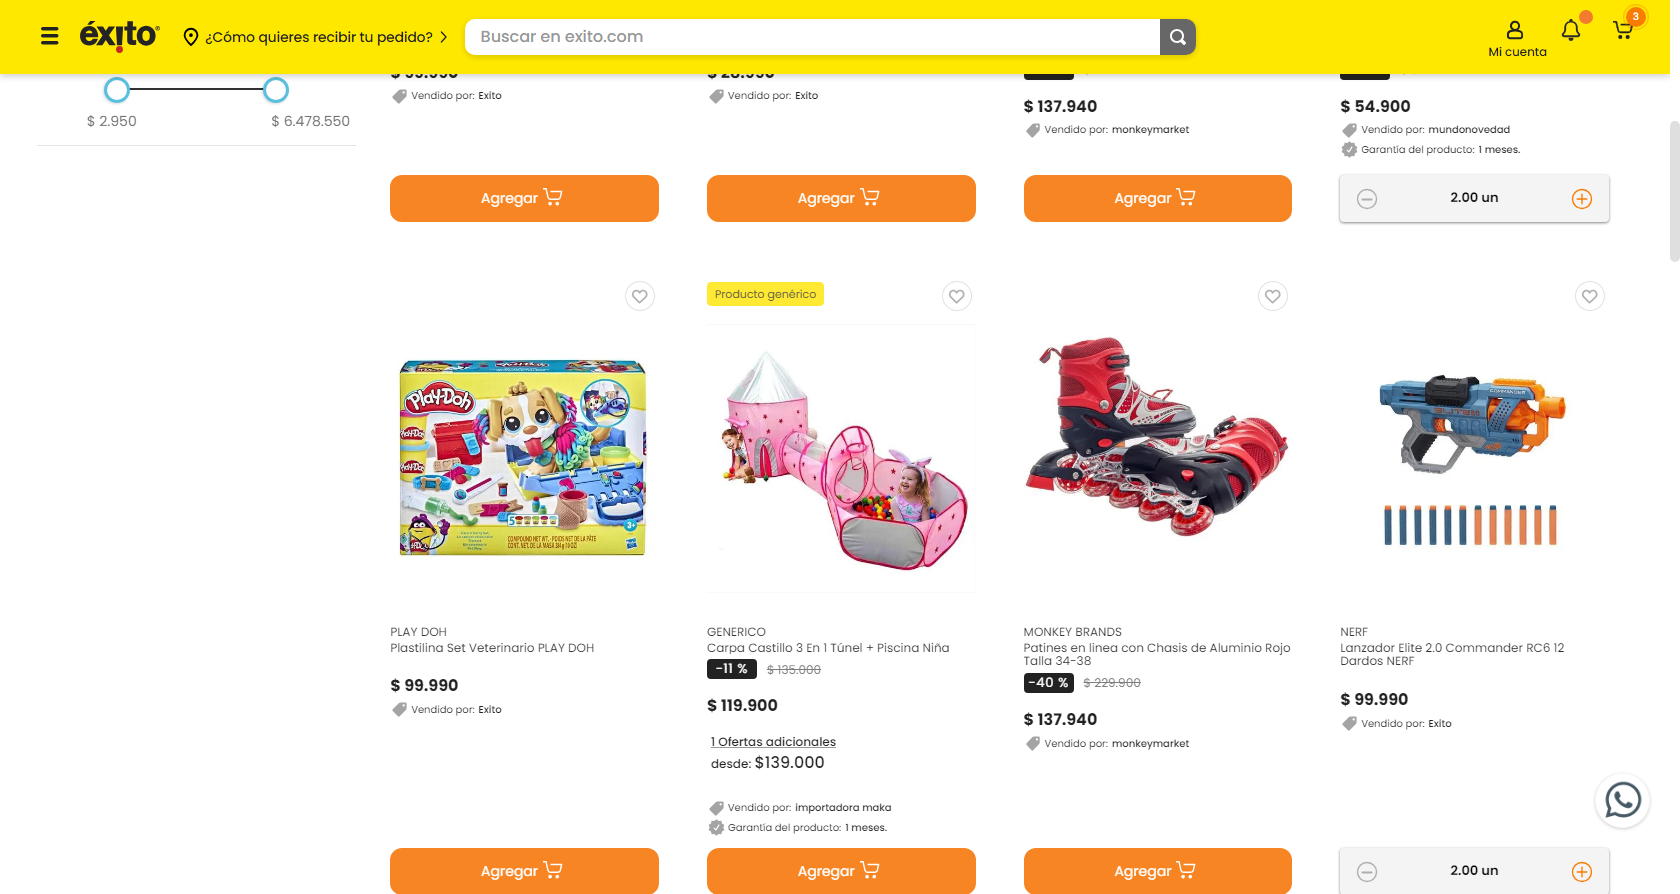 éxito
¿Cómo quieres recibir tu pedido?
Buscar en exito.com
Mi cuenta
3
$ 2.950
$ 6.478.550
Vendido por: Exito
Vendido por: Exito
$ 137.940
Vendido por: monkeymarket
$ 54.900
Vendido por: mundonovedad
Garantía del producto: 1 meses.
Agregar
Agregar
Agregar
2.00 un
Producto genérico
Play-Doh
COMMANDER
PLAY DOH
Plastilina Set Veterinario PLAY DOH
$ 99.990
Vendido por: Exito
GENERICO
Carpa Castillo 3 En 1 Túnel + Piscina Niña
-11 %
$ 135.000
$ 119.900
1 Ofertas adicionales
desde: $139.000
Vendido por: importadora maka
Garantía del producto: 1 meses.
MONKEY BRANDS
Patines en linea con Chasis de Aluminio Rojo
Talla 34-38
-40 %
$ 229.900
$ 137.940
Vendido por: monkeymarket
NERF
Lanzador Elite 2.0 Commander RC6 12
Dardos NERF
$ 99.990
Vendido por: Exito
Agregar
Agregar
Agregar
2.00 un